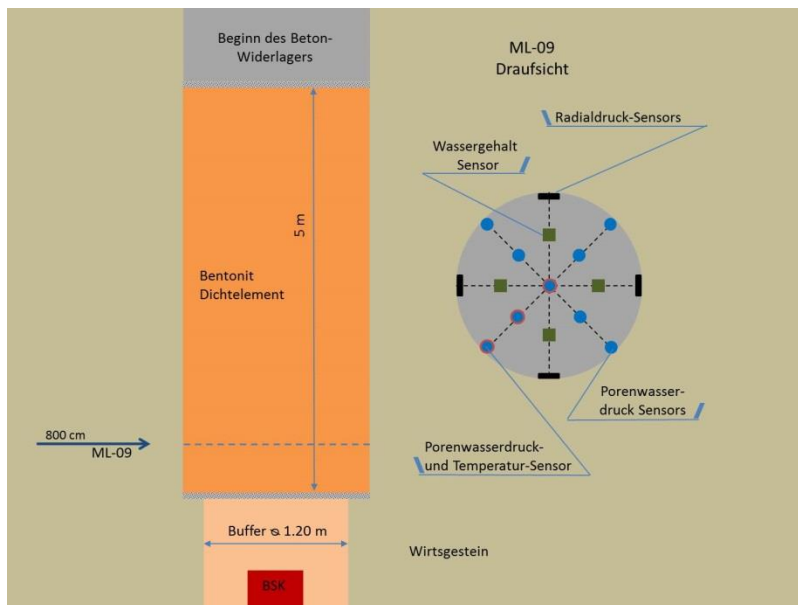 Beginn des Beton-
Widerlagers
ML-09
Draufsicht
Radialdruck-Sensors
Wassergehalt
Sensor
5 m
Bentonit
Dichtelement
800 cm
ML-09
Porenwasser-
druck Sensors
Porenwasserdruck-
und Temperatur-Sensor
Buffer ⌀ 1.20 m
Wirtsgestein
BSK